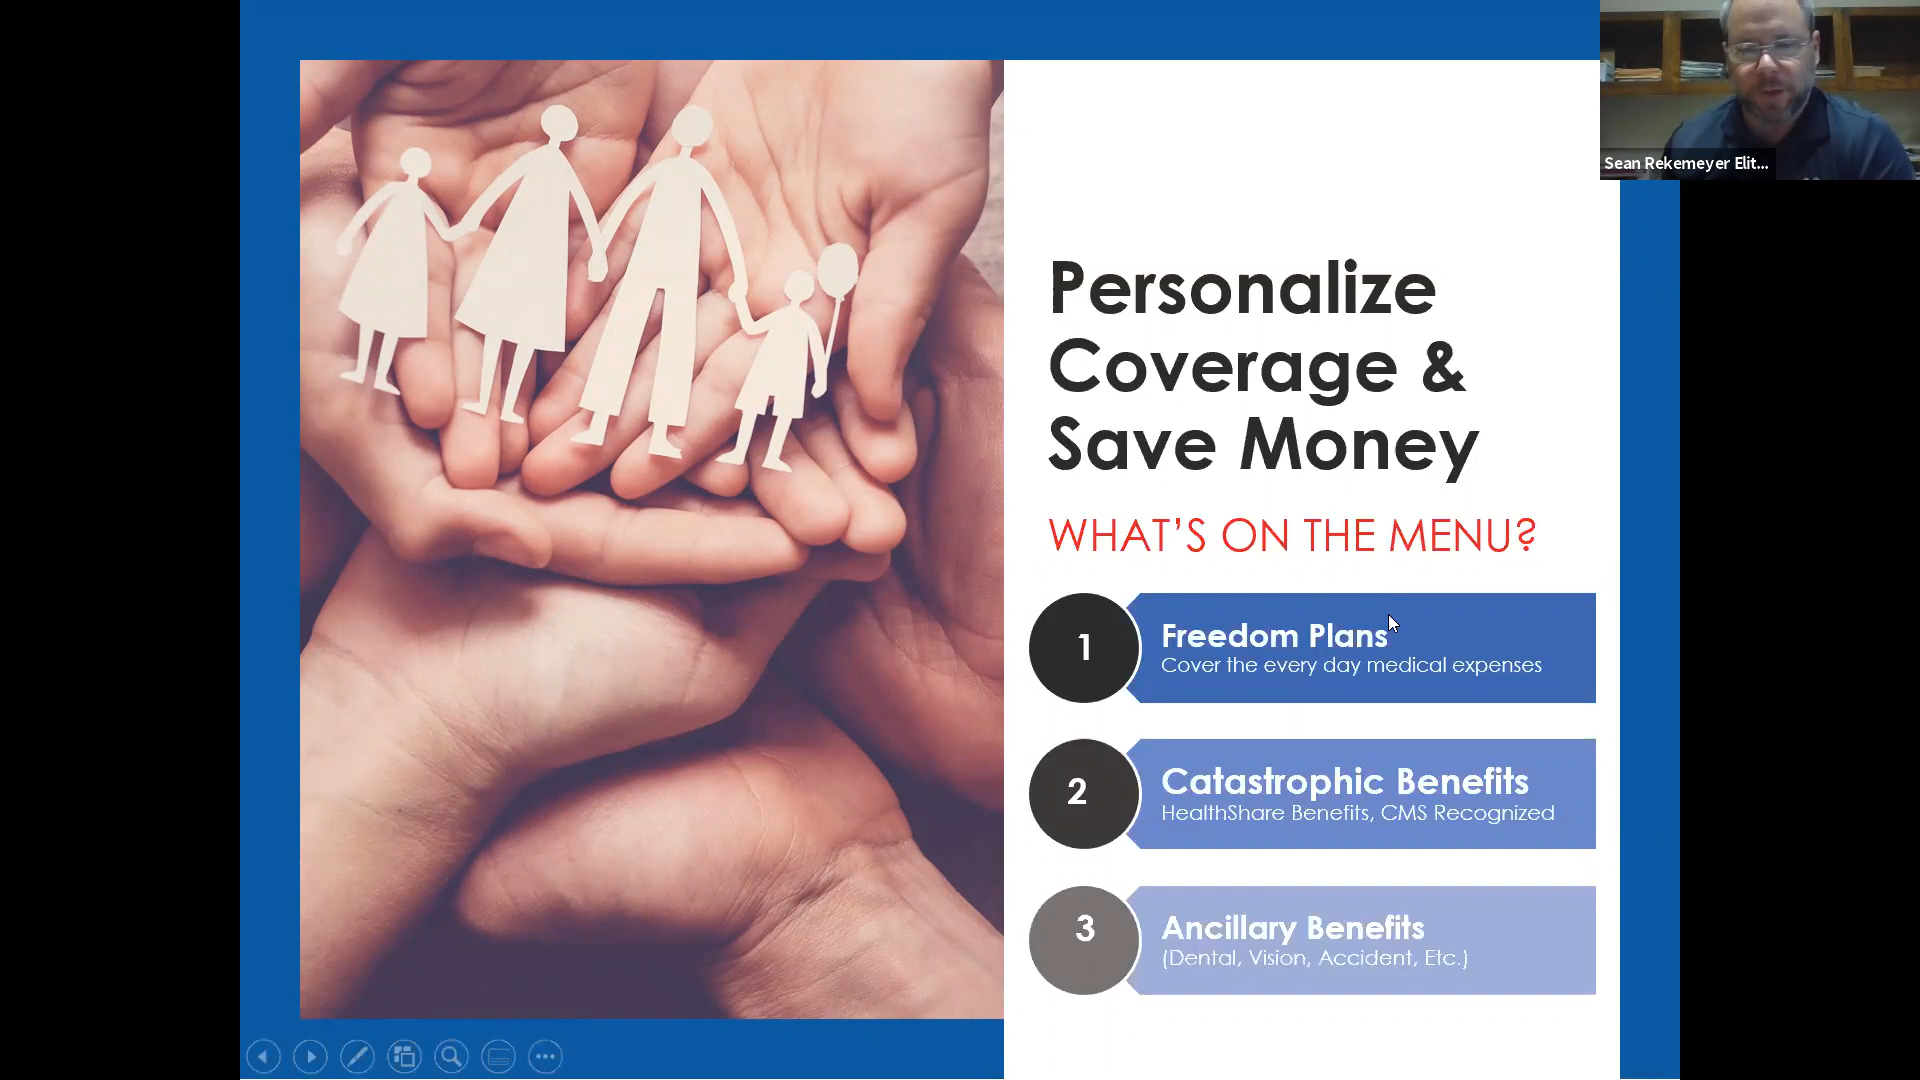 Sean Rekemeyer Elit...
Personalize
Coverage &
Save Money
WHAT'S ON THE MENU?
1
Freedom Plans
Cover the every day medical expenses
2
Catastrophic Benefits
HealthShare Benefits, CMS Recognized
3
Ancillary Benefits
(Dental, Vision, Accident, Etc.)